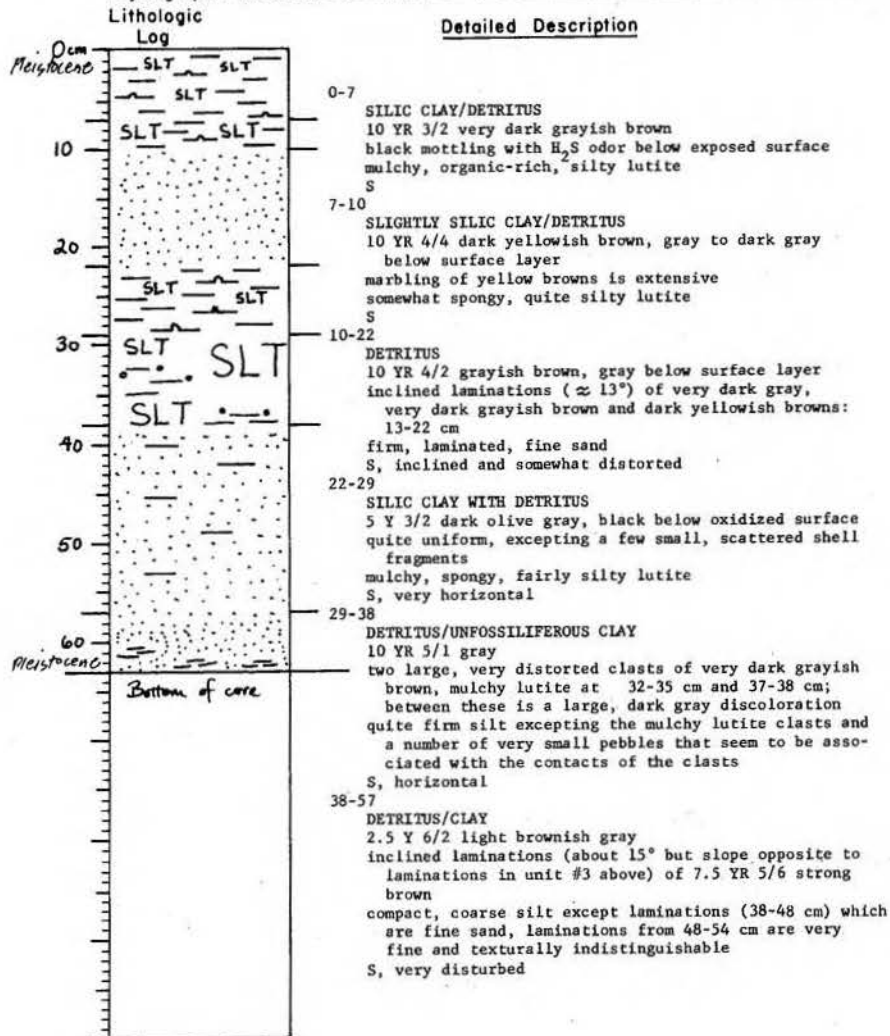 Lithologic
Log
Detailed Description
0cm
Pleistocene
SLT SLT
SLT
SLT SLT
10
20
SLT
SLT
30
SLT
SLT
SLT
40
50
60
Pleistocene
Bottom of core
0-7
SILIC CLAY/DETRITUS
10 YR 3/2 very dark grayish brown
black mottling with H2S odor below exposed surface
mulchy, organic-rich, silty lutite
S
7-10
SLIGHTLY SILIC CLAY/DETRITUS
10 YR 4/4 dark yellowish brown, gray to dark gray
below surface layer
marbling of yellow browns is extensive
somewhat spongy, quite silty lutite
S
10-22
DETRITUS
10 YR 4/2 grayish brown, gray below surface layer
inclined laminations (≈ 13°) of very dark gray,
very dark grayish brown and dark yellowish browns:
13-22 cm
firm, laminated, fine sand
S, inclined and somewhat distorted
22-29
SILIC CLAY WITH DETRITUS
5 Y 3/2 dark olive gray, black below oxidized surface
quite uniform, excepting a few small, scattered shell
fragments
mulchy, spongy, fairly silty lutite
S, very horizontal
29-38
DETRITUS/UNFOSSILIFEROUS CLAY
10 YR 5/1 gray
two large, very distorted clasts of very dark grayish
brown, mulchy lutite at 32-35 cm and 37-38 cm;
between these is a large, dark gray discoloration
quite firm silt excepting the mulchy lutite clasts and
a number of very small pebbles that seem to be asso-
ciated with the contacts of the clasts
S, horizontal
38-57
DETRITUS/CLAY
2.5 Y 6/2 light brownish gray
inclined laminations (about 15° but slope opposite to
laminations in unit #3 above) of 7.5 YR 5/6 strong
brown
compact, coarse silt except laminations (38-48 cm) which
are fine sand, laminations from 48-54 cm are very
fine and texturally indistinguishable
S, very disturbed